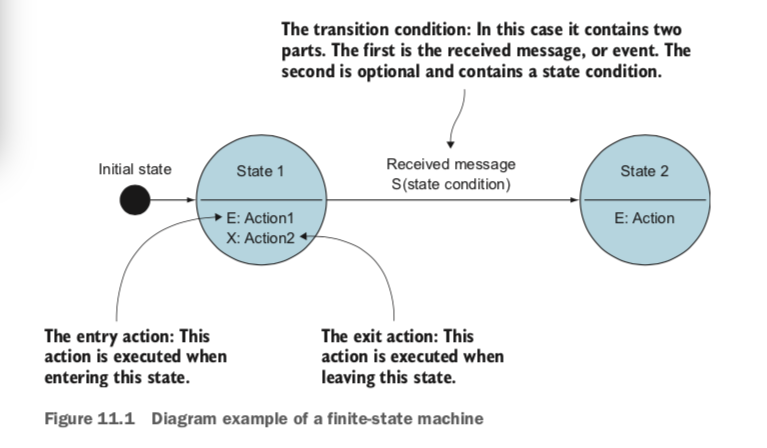 The transition condition: In this case it contains two
parts. The first is the received message, or event. The
second is optional and contains a state condition.
Initial state
State 1
Received message
S(state condition)
State 2
E: Action1
X: Action2
E: Action
The entry action: This
action is executed when
entering this state.
The exit action: This
action is executed when
leaving this state.
Figure 11.1 Diagram example of a finite-state machine